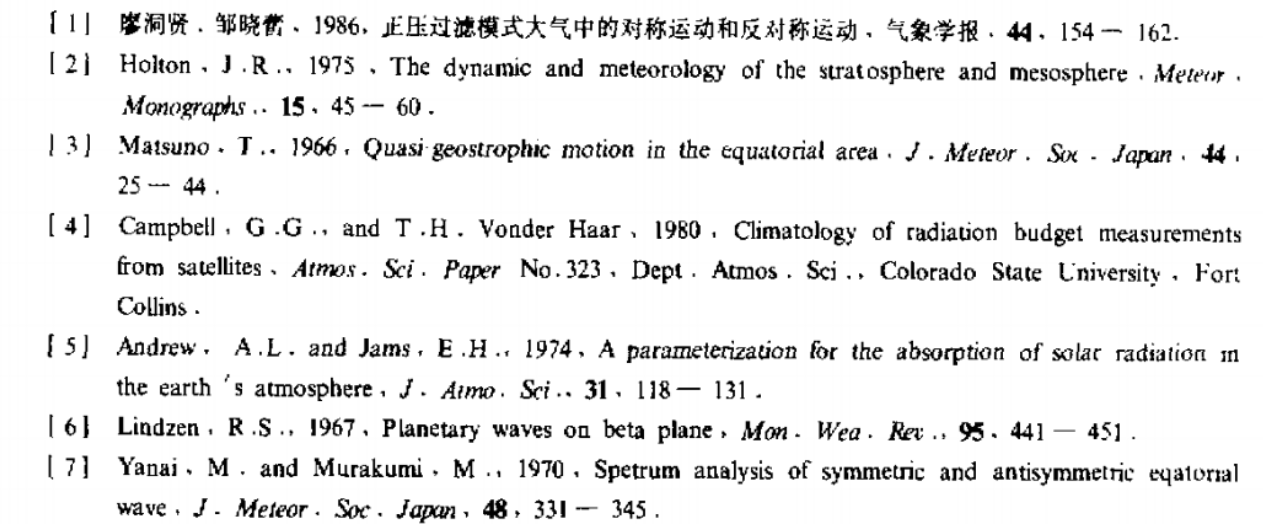 [1] 廖洞贤，邹晓蕾，1986，正压过滤模式大气中的对称运动和反对称运动，气象学报，44，154—162.
[2] Holton, J.R., 1975, The dynamic and meteorology of the stratosphere and mesosphere, Meteor.
Monographs., 15, 45—60.
[3] Matsuno, T., 1966, Quasi-geostrophic motion in the equatorial area, J. Meteor. Soc. Japan, 44,
25—44.
[4] Campbell, G.G., and T.H. Vonder Haar, 1980, Climatology of radiation budget measurements
from satellites, Atmos. Sci. Paper No.323, Dept. Atmos. Sci., Colorado State University, Fort
Collins.
[5] Andrew, A.L. and Jams, E.H., 1974, A parameterization for the absorption of solar radiation in
the earth 's atmosphere, J. Atmo. Sci., 31, 118—131.
[6] Lindzen, R.S., 1967, Planetary waves on beta plane, Mon. Wea. Rev., 95, 441—451.
[7] Yanai, M. and Murakumi, M., 1970, Spetrum analysis of symmetric and antisymmetric eqatorial
wave, J. Meteor. Soc. Japan, 48, 331—345.